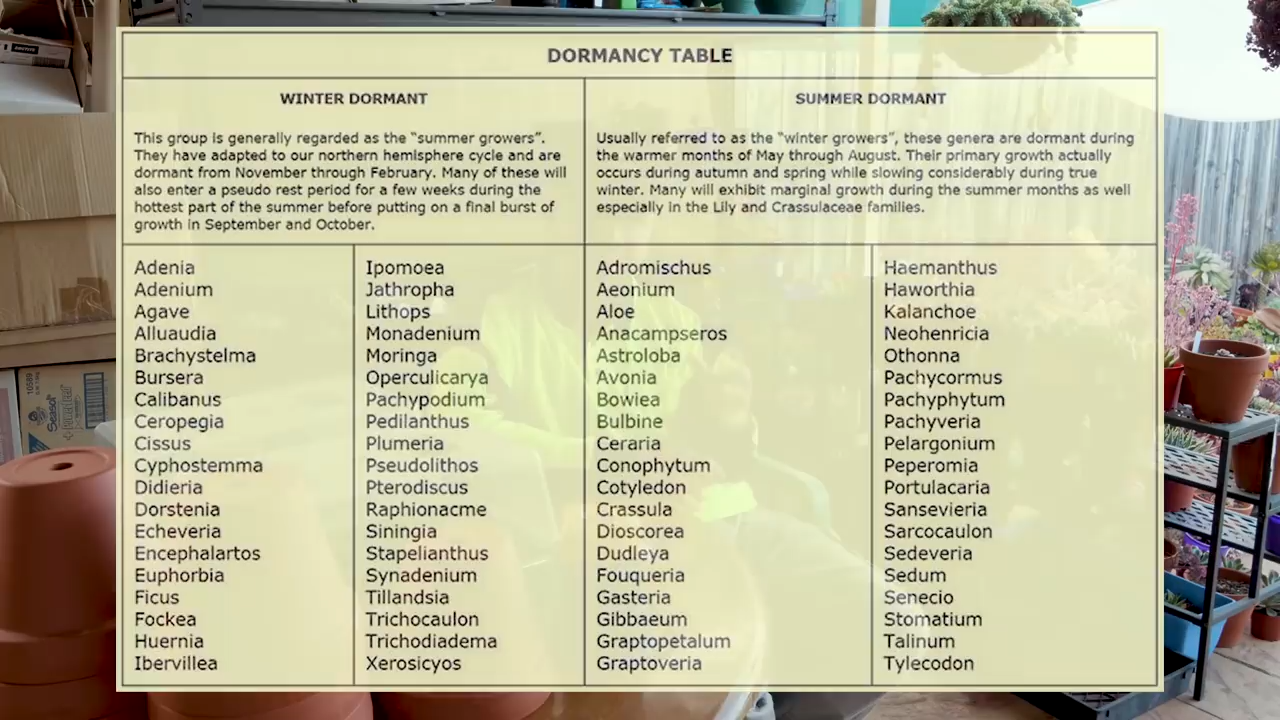 DORMANCY TABLE
WINTER DORMANT
This group is generally regarded as the “summer growers”.
They have adapted to our northern hemisphere cycle and are
dormant from November through February. Many of these will
also enter a pseudo rest period for a few weeks during the
hottest part of the summer before putting on a final burst of
growth in September and October.
SUMMER DORMANT
Usually referred to as the “winter growers”, these genera are dormant during
the warmer months of May through August. Their primary growth actually
occurs during autumn and spring while slowing considerably during true
winter. Many will exhibit marginal growth during the summer months as well
especially in the Lily and Crassulaceae families.
Adenia
Adenium
Agave
Alluaudia
Brachystelma
Bursera
Calibanus
Ceropegia
Cissus
Cyphostemma
Didieria
Dorstenia
Echeveria
Encephalartos
Euphorbia
Ficus
Fockea
Huernia
Ibervillea
Ipomoea
Jathropha
Lithops
Monadenium
Moringa
Operculicarya
Pachypodium
Pedilanthus
Plumeria
Pseudolithos
Pterodiscus
Raphionacme
Siningia
Stapelianthus
Synadenium
Tillandsia
Trichocaulon
Trichodiadema
Xerosicyos
Adromischus
Aeonium
Aloe
Anacampseros
Astroloba
Avonia
Bowiea
Bulbine
Ceraria
Conophytum
Cotyledon
Crassula
Dioscorea
Dudleya
Fouqueria
Gasteria
Gibbaeum
Graptopetalum
Graptoveria
Haemanthus
Haworthia
Kalanchoe
Neohenricia
Othonna
Pachycormus
Pachyphytum
Pachyveria
Pelargonium
Peperomia
Portulacaria
Sansevieria
Sarcocaulon
Sedeveria
Sedum
Senecio
Stomatium
Talinum
Tylecodon